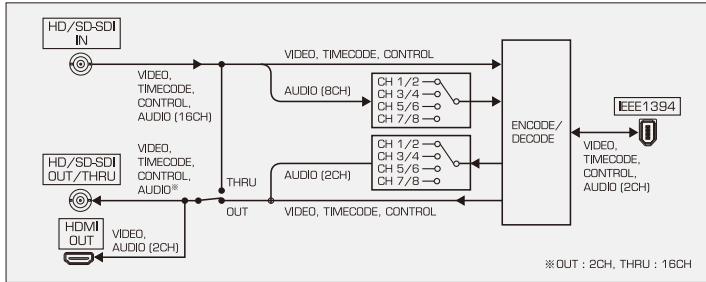 HD/SD-SDI
IN
VIDEO,
TIMECODE,
CONTROL,
AUDIO (16CH)
VIDEO, TIMECODE, CONTROL
AUDIO (8CH)
CH 1/2
CH 3/4
CH 5/6
CH 7/8
ENCODE/
DECODE
IEEE1394
VIDEO,
TIMECODE,
CONTROL,
AUDIO (2CH)
HD/SD-SDI
OUT/THRU
VIDEO,
TIMECODE,
CONTROL,
AUDIO※
THRU
OUT
AUDIO (2CH)
CH 1/2
CH 3/4
CH 5/6
CH 7/8
VIDEO, TIMECODE, CONTROL
HDMI
OUT
VIDEO,
AUDIO (2CH)
※OUT : 2CH, THRU : 16CH